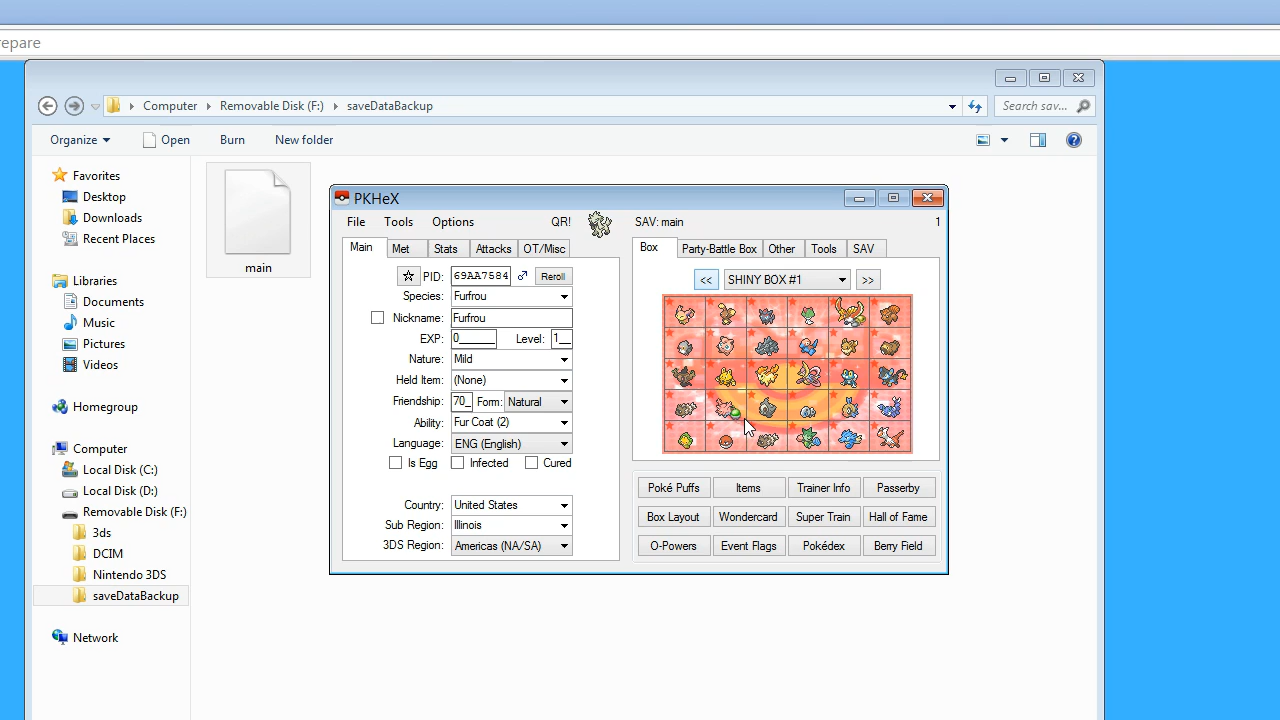 epare
Computer Removable Disk (F:) saveDataBackup
Search sav...
Organize Open Burn New folder
Favorites
Desktop
Downloads
Recent Places
Libraries
Documents
Music
Pictures
Videos
Homegroup
Computer
Local Disk (C:)
Local Disk (D:)
Removable Disk (F:)
3ds
DCIM
Nintendo 3DS
saveDataBackup
Network
main
PKHeX
File Tools Options QR! SAV: main 1
Main Met Stats Attacks OT/Misc
PID: 69AA7584 Reroll
Species: Furfrou
Nickname: Furfrou
EXP: 0______ Level: 1__
Nature: Mild
Held Item: (None)
Friendship: 70_ Form: Natural
Ability: Fur Coat (2)
Language: ENG (English)
Is Egg Infected Cured
Country: United States
Sub Region: Illinois
3DS Region: Americas (NA/SA)
Box Party-Battle Box Other Tools SAV
<< SHINY BOX #1 >>
Poké Puffs Items Trainer Info Passerby
Box Layout Wondercard Super Train Hall of Fame
O-Powers Event Flags Pokédex Berry Field